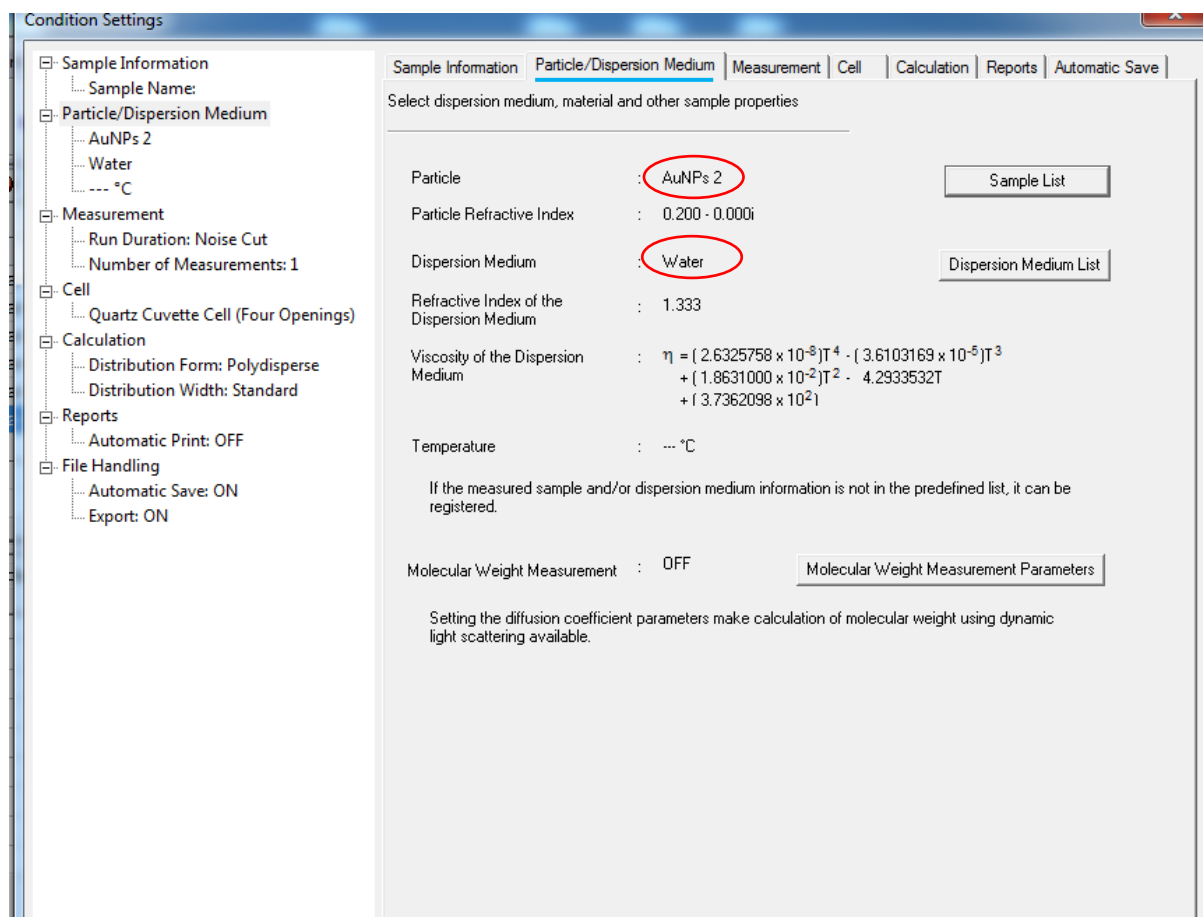 Condition Settings
Sample Information
Sample Name:
Particle/Dispersion Medium
AuNPs 2
Water
--- °C
Measurement
Run Duration: Noise Cut
Number of Measurements: 1
Cell
Quartz Cuvette Cell (Four Openings)
Calculation
Distribution Form: Polydisperse
Distribution Width: Standard
Reports
Automatic Print: OFF
File Handling
Automatic Save: ON
Export: ON
Sample Information Particle/Dispersion Medium Measurement Cell Calculation Reports Automatic Save
Select dispersion medium, material and other sample properties
Particle : AuNPs 2 Sample List
Particle Refractive Index : 0.200 - 0.000i
Dispersion Medium : Water Dispersion Medium List
Refractive Index of the
Dispersion Medium : 1.333
Viscosity of the Dispersion
Medium : η = ( 2.6325758 x 10⁻⁸)T⁴ - ( 3.6103169 x 10⁻⁵)T³
+ ( 1.8631000 x 10⁻²)T² - 4.2933532T
+ ( 3.7362098 x 10²)
Temperature : --- °C
If the measured sample and/or dispersion medium information is not in the predefined list, it can be
registered.
Molecular Weight Measurement : OFF Molecular Weight Measurement Parameters
Setting the diffusion coefficient parameters make calculation of molecular weight using dynamic
light scattering available.